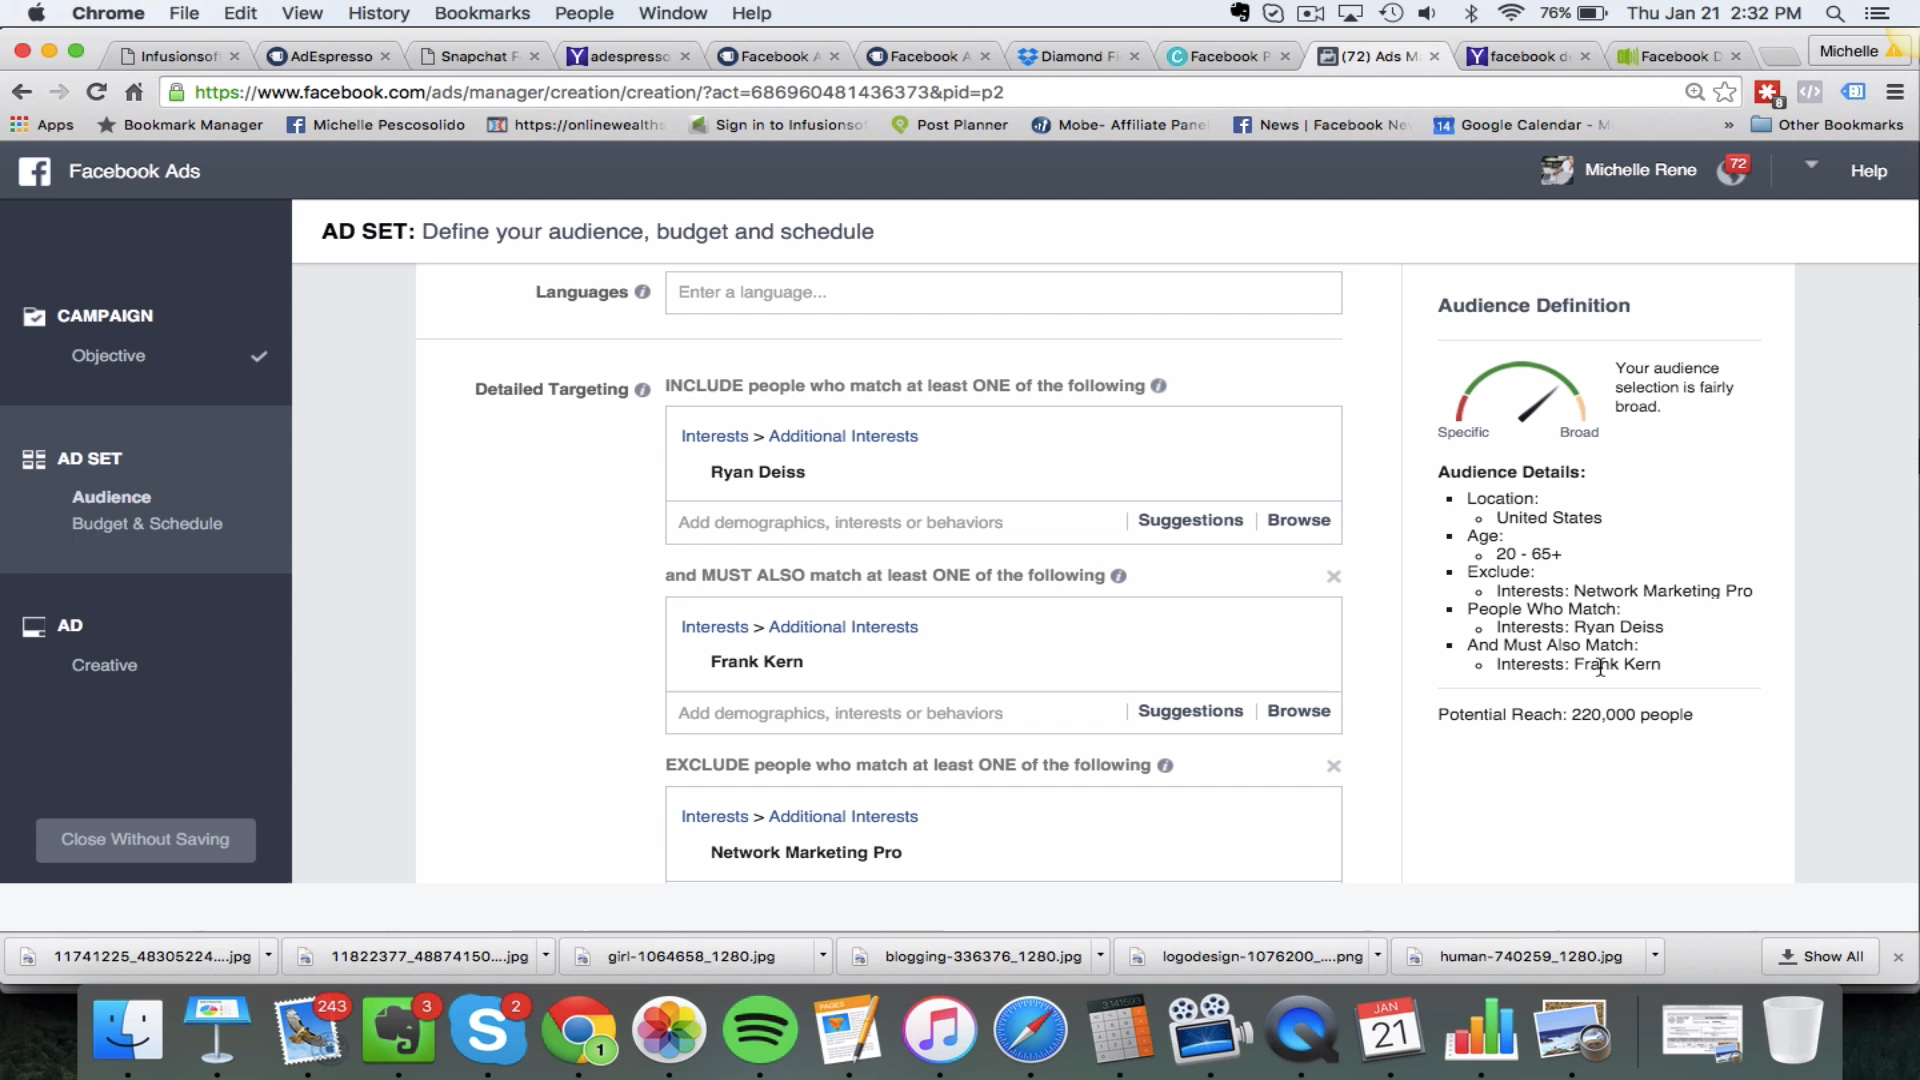 Chrome File Edit View History Bookmarks People Window Help 76% Thu Jan 21 2:32 PM
Infusionsof AdEspresso Snapchat F adespresso Facebook A Facebook A Diamond Fi Facebook P (72) Ads M facebook d Facebook D Michelle
https://www.facebook.com/ads/manager/creation/creation/?act=686960481436373&pid=p2 8
Apps Bookmark Manager Michelle Pescosolido https://onlinewealths Sign in to Infusionso Post Planner Mobe- Affiliate Pane News | Facebook Ne 14 Google Calendar - M » Other Bookmarks
Facebook Ads Michelle Rene 72 Help
AD SET: Define your audience, budget and schedule
CAMPAIGN
Objective
AD SET
Audience
Budget & Schedule
AD
Creative
Close Without Saving
Languages Enter a language...
Detailed Targeting INCLUDE people who match at least ONE of the following
Interests > Additional Interests
Ryan Deiss
Add demographics, interests or behaviors Suggestions Browse
and MUST ALSO match at least ONE of the following
Interests > Additional Interests
Frank Kern
Add demographics, interests or behaviors Suggestions Browse
EXCLUDE people who match at least ONE of the following
Interests > Additional Interests
Network Marketing Pro
Audience Definition
Your audience
selection is fairly
broad.
Specific Broad
Audience Details:
Location:
United States
Age:
20 - 65+
Exclude:
Interests: Network Marketing Pro
People Who Match:
Interests: Ryan Deiss
And Must Also Match:
Interests: Frank Kern
Potential Reach: 220,000 people
11741225_48305224....jpg 11822377_48874150....jpg girl-1064658_1280.jpg blogging-336376_1280.jpg logodesign-1076200_....png human-740259_1280.jpg Show All
243 3 2 1 PAGES 3.141593 JAN
21